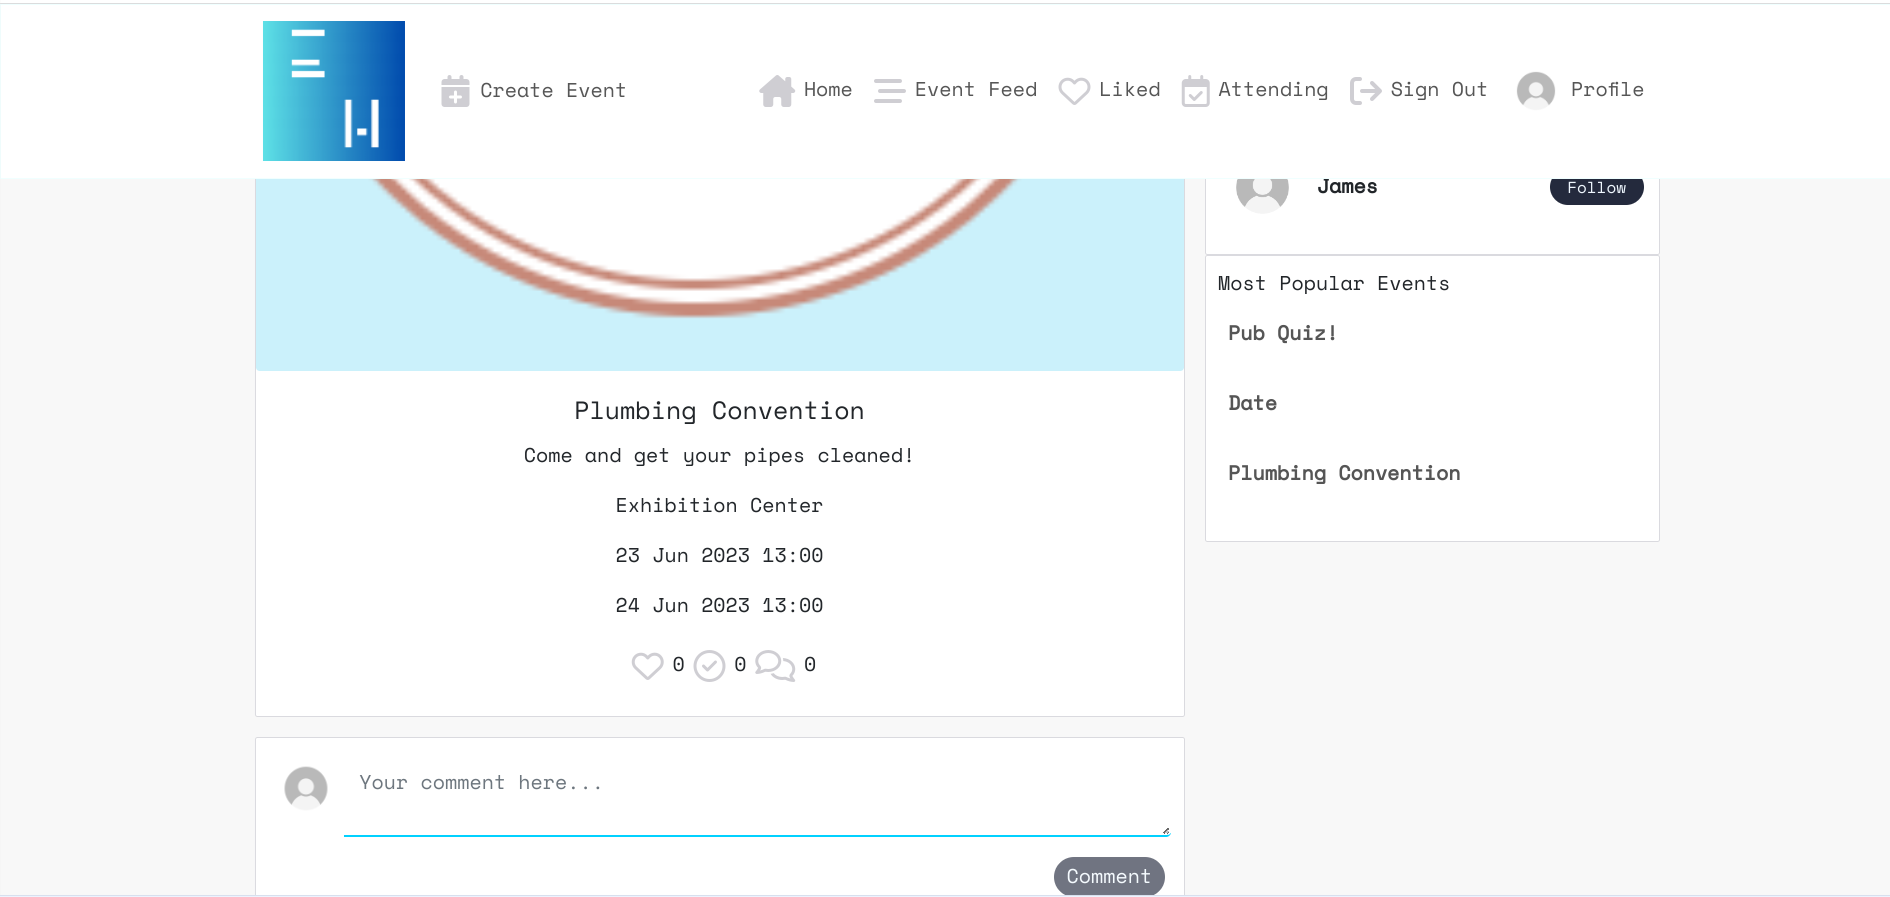 Create Event
Home Event Feed Liked Attending Sign Out Profile
James
Follow
Most Popular Events
Pub Quiz!
Date
Plumbing Convention
Plumbing Convention
Come and get your pipes cleaned!
Exhibition Center
23 Jun 2023 13:00
24 Jun 2023 13:00
0 0 0
Your comment here...
Comment